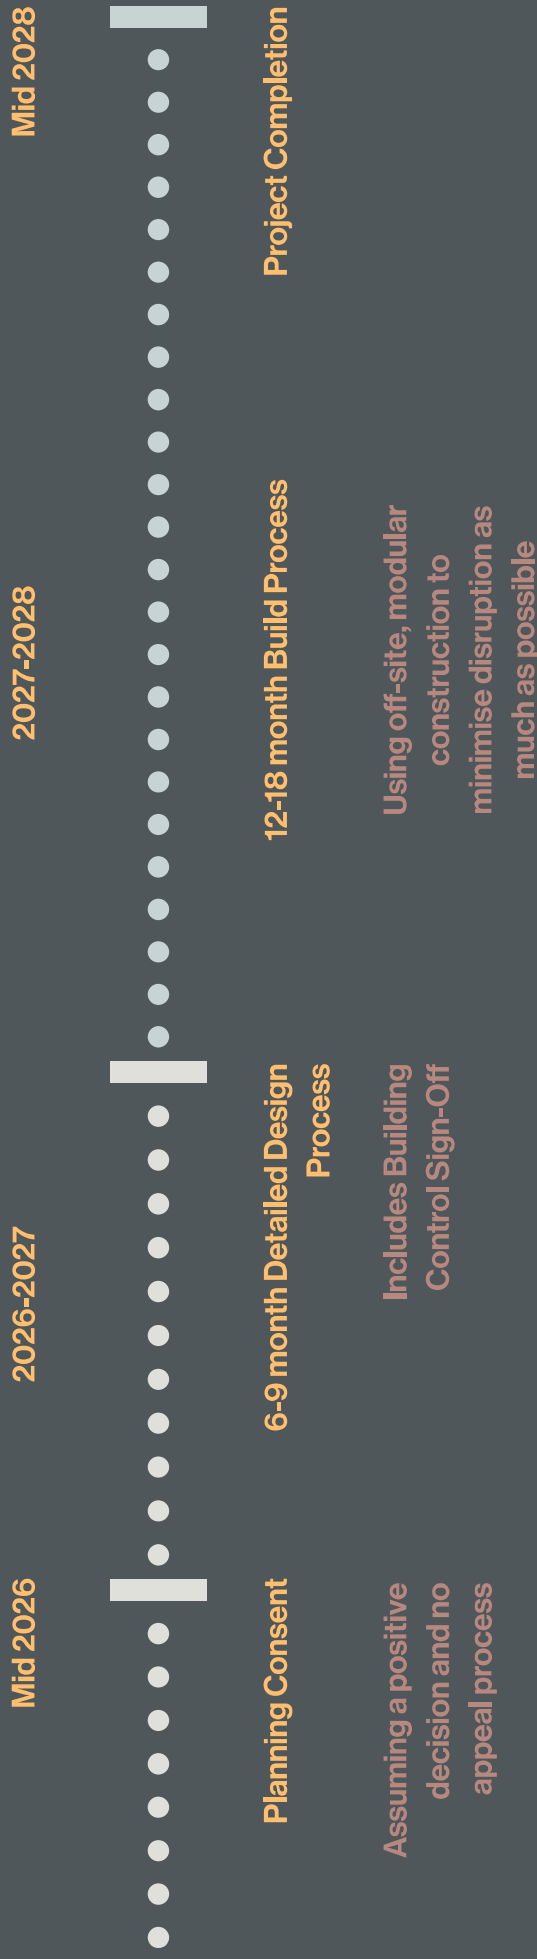 Mid 2026
Planning Consent
Assuming a positive
decision and no
appeal process
2026-2027
6-9 month Detailed Design
Process
Includes Building
Control Sign-Off
2027-2028
12-18 month Build Process
Using off-site, modular
construction to
minimise disruption as
much as possible
Mid 2028
Project Completion